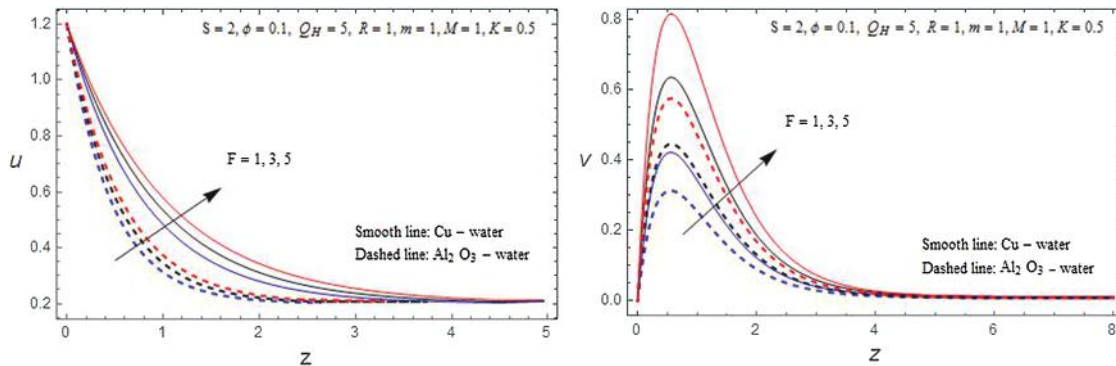 S = 2, ϕ = 0.1, Q_H = 5, R = 1, m = 1, M = 1, K = 0.5
1.2
1.0
0.8
0.6
0.4
0.2
u
F = 1, 3, 5
Smooth line: Cu – water
Dashed line: Al₂ O₃ – water
0 1 2 3 4 5
z
S = 2, ϕ = 0.1, Q_H = 5, R = 1, m = 1, M = 1, K = 0.5
0.8
0.6
0.4
0.2
0.0
v
F = 1, 3, 5
Smooth line: Cu – water
Dashed line: Al₂ O₃ – water
0 2 4 6 8
z